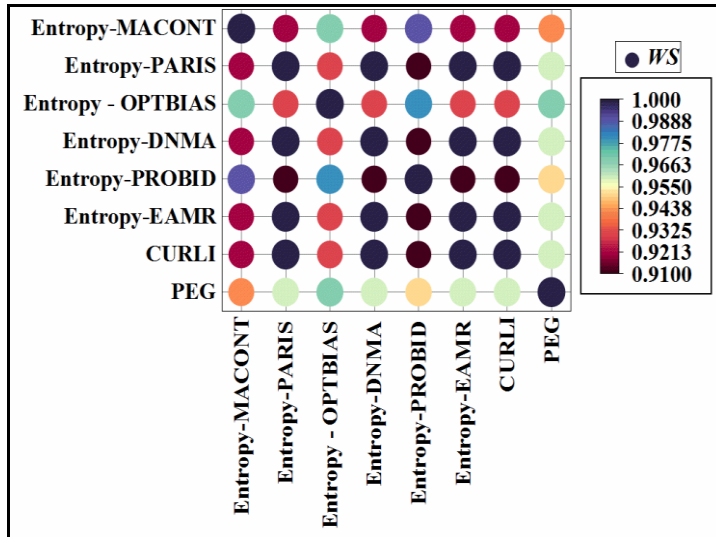 Entropy-MACONT
Entropy-PARIS
Entropy - OPTBIAS
Entropy-DNMA
Entropy-PROBID
Entropy-EAMR
CURLI
PEG
Entropy-MACONT
Entropy-PARIS
Entropy - OPTBIAS
Entropy-DNMA
Entropy-PROBID
Entropy-EAMR
CURLI
PEG
WS
1.000
0.9888
0.9775
0.9663
0.9550
0.9438
0.9325
0.9213
0.9100